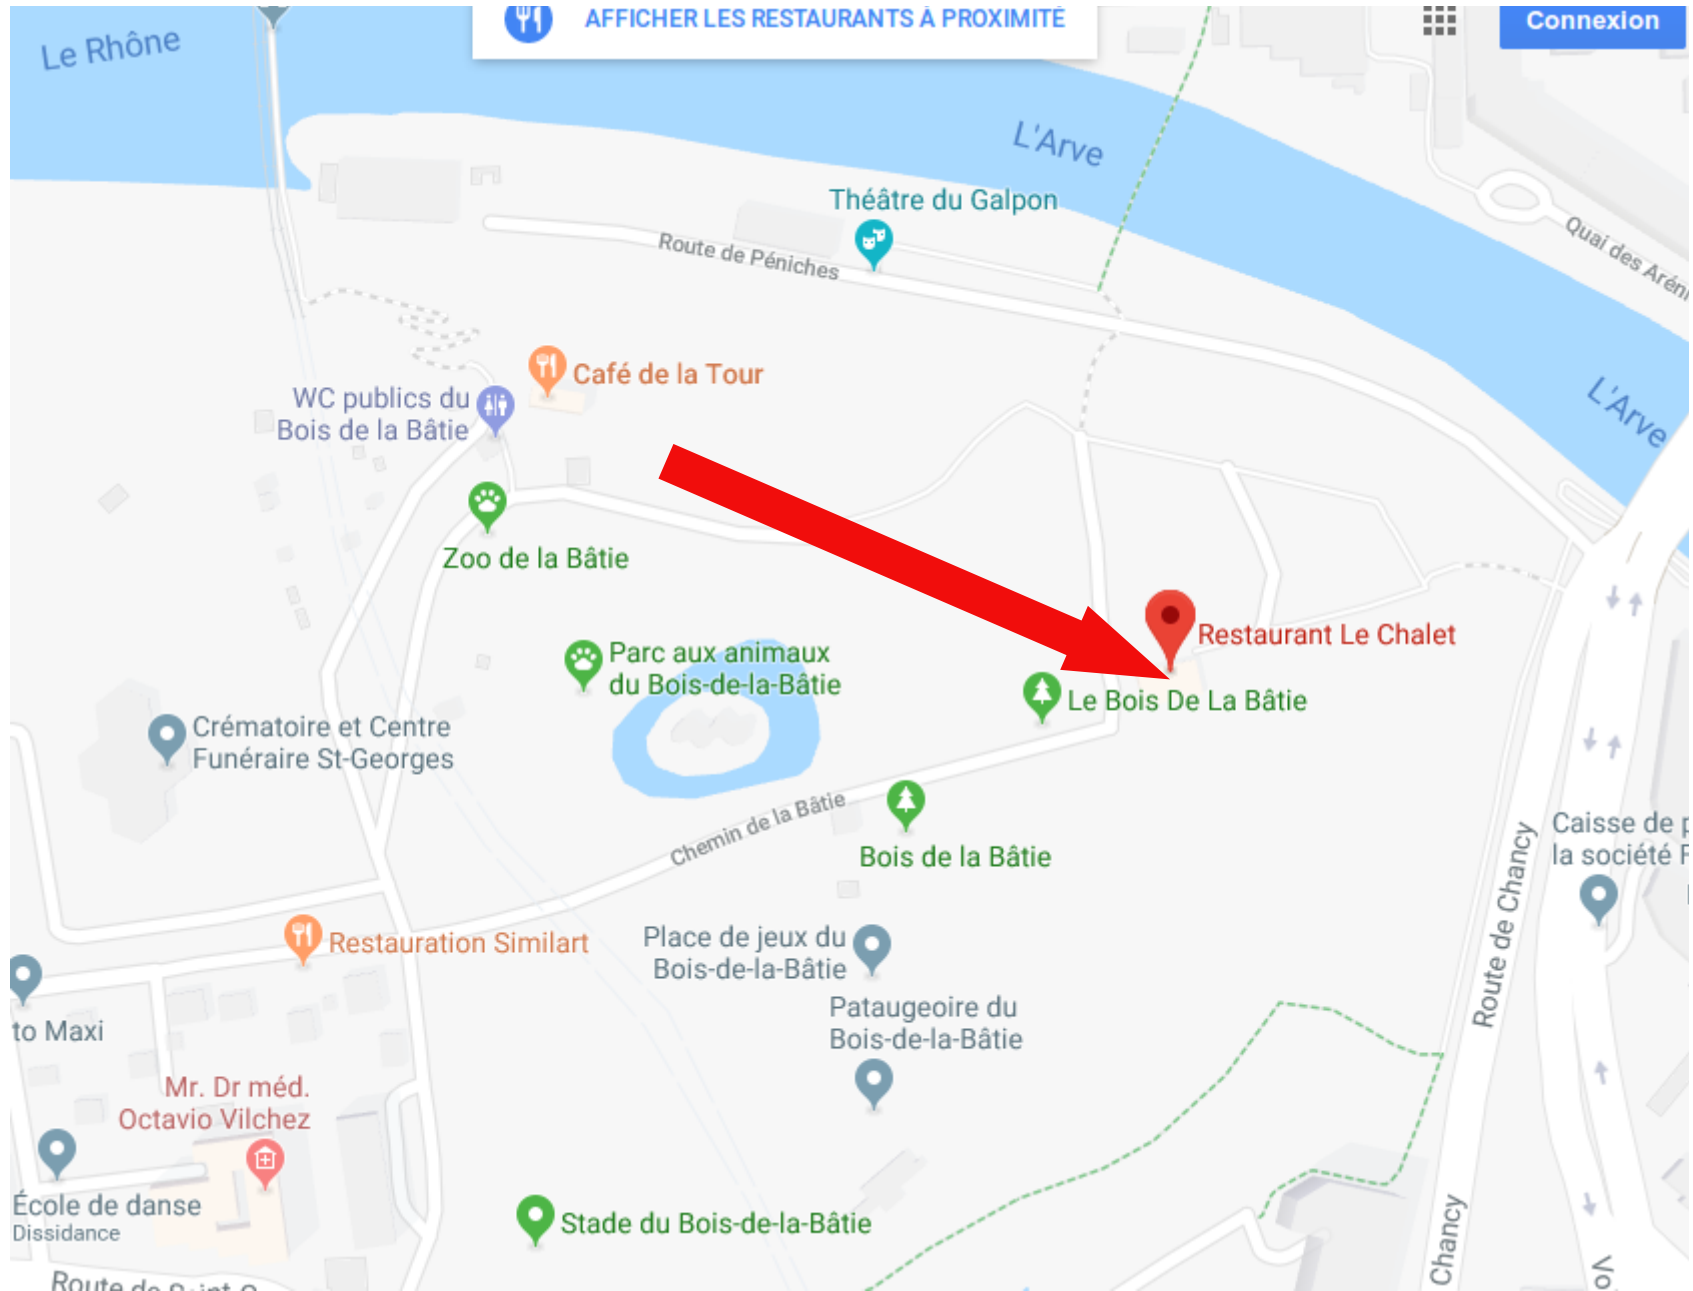 AFFICHER LES RESTAURANTS À PROXIMITÉ
Connexion
Le Rhône
L'Arve
Théâtre du Galpon
Route de Péniches
Quai des Aréni
Café de la Tour
WC publics du
Bois de la Bâtie
L'Arve
Zoo de la Bâtie
Restaurant Le Chalet
Parc aux animaux
du Bois-de-la-Bâtie
Le Bois De La Bâtie
Crématoire et Centre
Funéraire St-Georges
Chemin de la Bâtie
Bois de la Bâtie
Caisse de p
la société F
Route de Chancy
Restauration Similart
Place de jeux du
Bois-de-la-Bâtie
to Maxi
Pataugeoire du
Bois-de-la-Bâtie
Mr. Dr méd.
Octavio Vilchez
École de danse
Dissidance
Stade du Bois-de-la-Bâtie
Chancy
Vo
Route de Saint-G